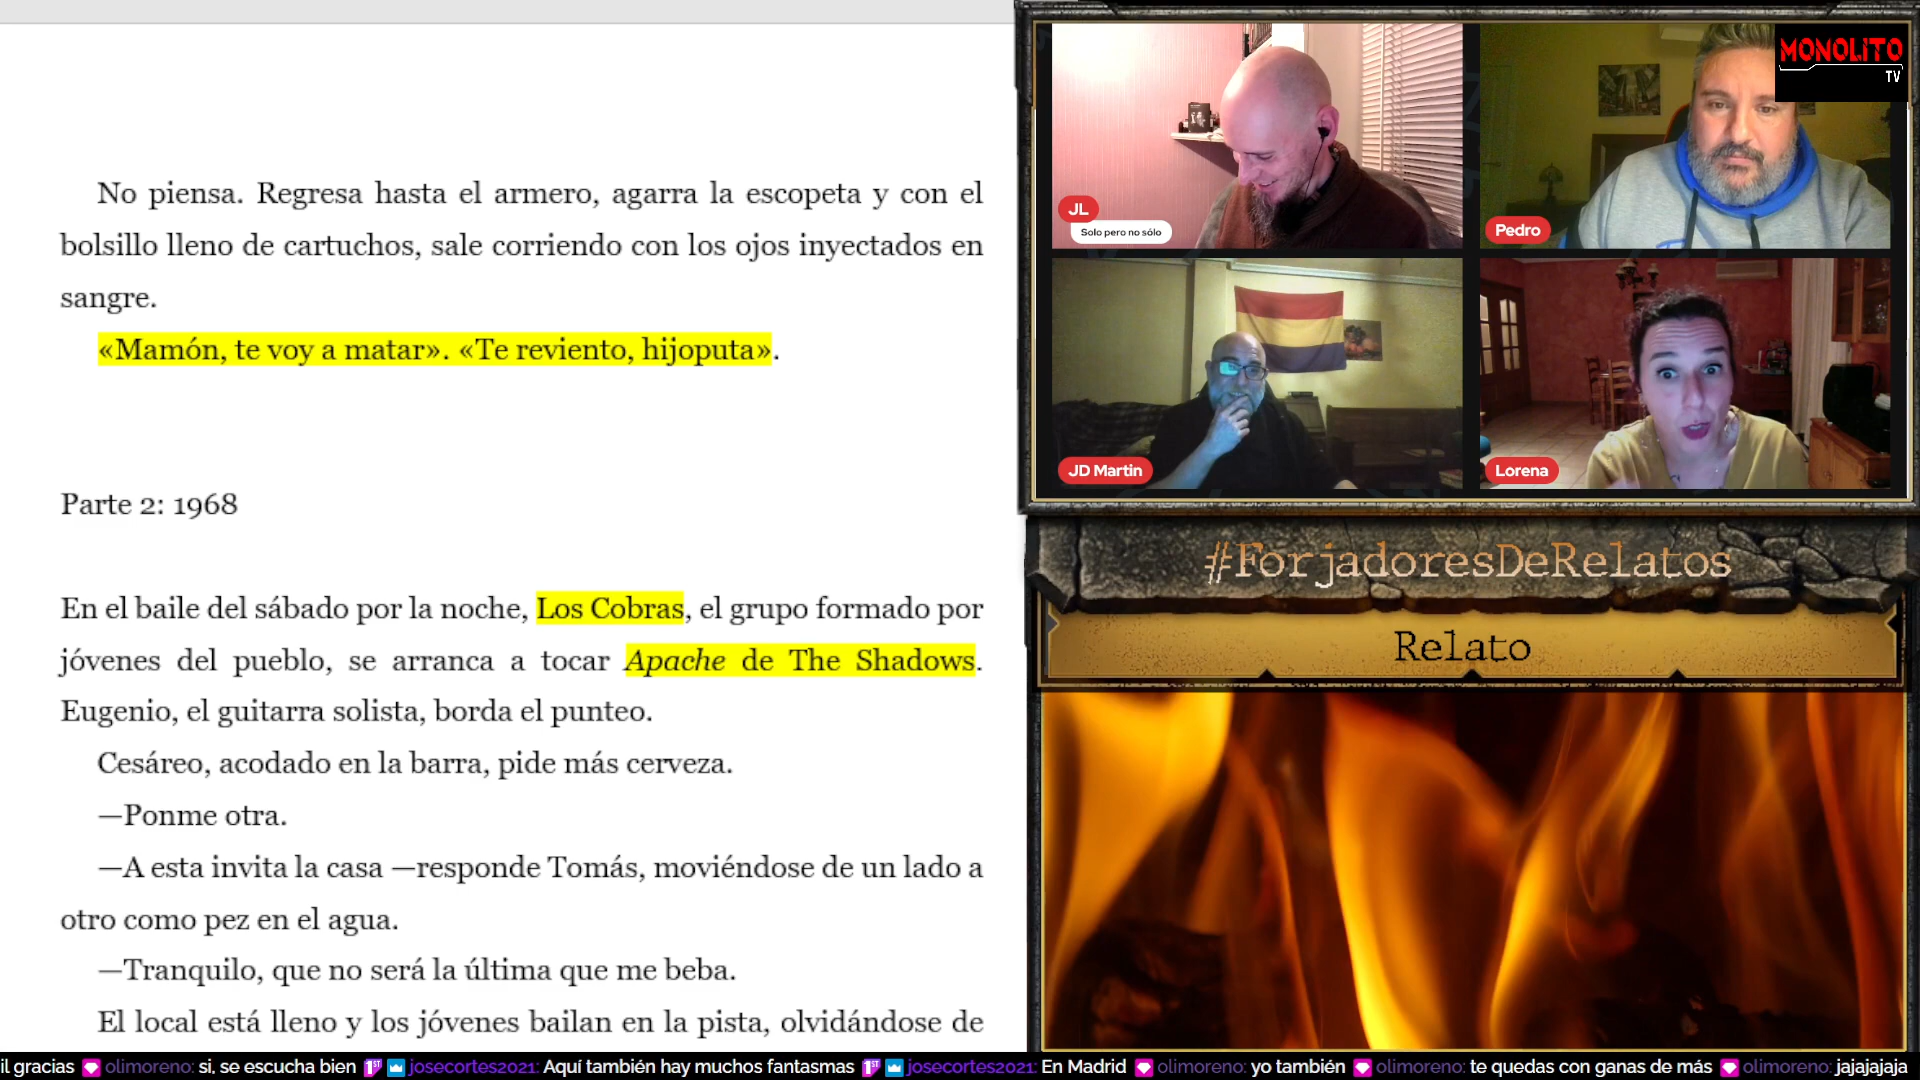 No piensa. Regresa hasta el armero, agarra la escopeta y con el
bolsillo lleno de cartuchos, sale corriendo con los ojos inyectados en
sangre.
«Mamón, te voy a matar». «Te reviento, hijoputa».
Parte 2: 1968
En el baile del sábado por la noche, Los Cobras, el grupo formado por
jóvenes del pueblo, se arranca a tocar Apache de The Shadows.
Eugenio, el guitarra solista, borda el punteo.
Cesáreo, acodado en la barra, pide más cerveza.
—Ponme otra.
—A esta invita la casa —responde Tomás, moviéndose de un lado a
otro como pez en el agua.
—Tranquilo, que no será la última que me beba.
El local está lleno y los jóvenes bailan en la pista, olvidándose de
MONOLITO
TV
JL
Solo pero no sólo
Pedro
JD Martin
Lorena
#ForjadoresDeRelatos
Relato
il gracias olimoreno: si, se escucha bien 1ST josecortes2021: Aquí también hay muchos fantasmas 1ST josecortes2021: En Madrid olimoreno: yo también olimoreno: te quedas con ganas de más olimoreno: jajajajaja